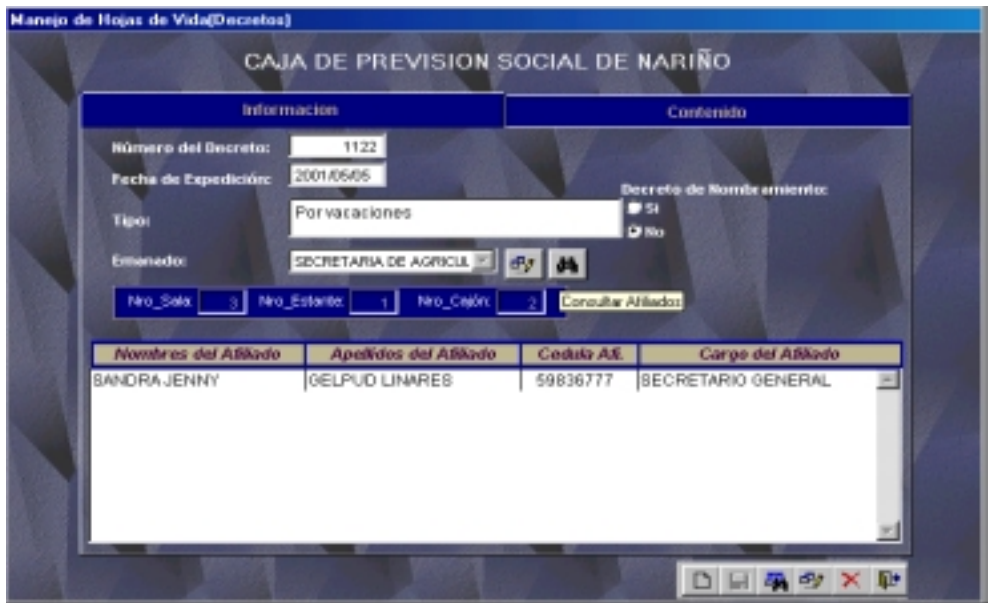 Manejo de Hojas de Vida(Decretos)
CAJA DE PREVISION SOCIAL DE NARIÑO
Informacion Contenido
Número del Decreto: 1122
Fecha de Expedición: 2001/05/05
Decreto de Nombramiento:
Tipo: Por vacaciones
Si
No
Emanado: SECRETARIA DE AGRICUL
Nro_Sala: 3 Nro_Estante: 1 Nro_Cajón: 2 Consultar Afiliados
Nombres del Afiliado Apellidos del Afiliado Cedula Afi. Cargo del Afiliado
SANDRA JENNY GELPUD LINARES 59836777 SECRETARIO GENERAL